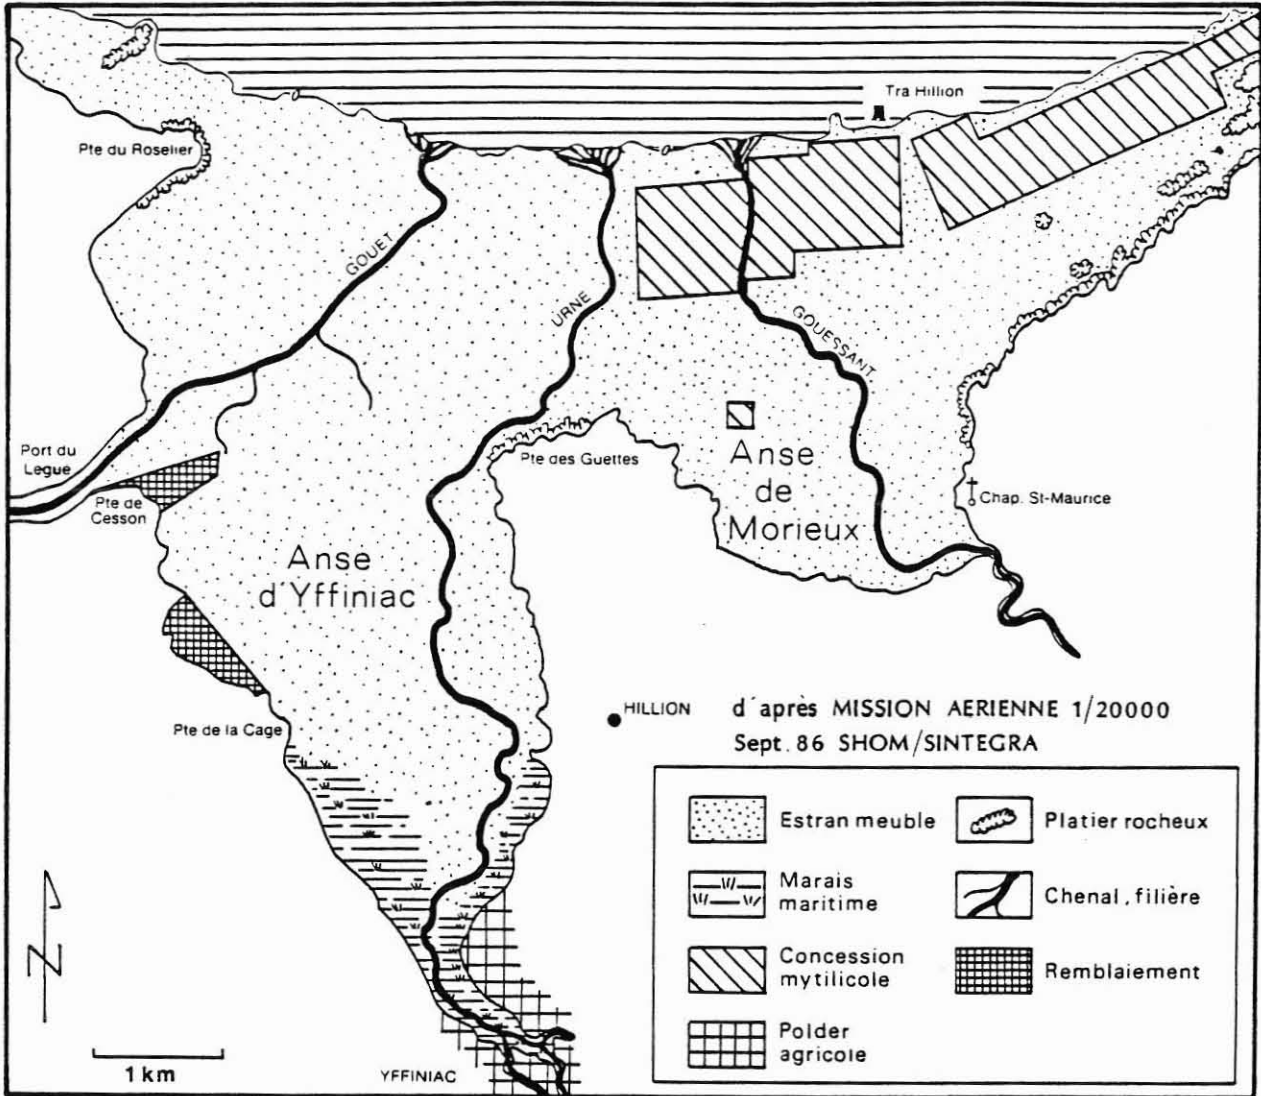 Tra Hillion
Pte du Roselier
GOUET
URNE
GOUESSANT
Port du
Legue
Pte de
Cesson
Pte des Guettes
Anse
de
Morieux
Chap. St-Maurice
Anse
d'Yffiniac
Pte de la Cage
HILLION
d'après MISSION AERIENNE 1/20000
Sept. 86 SHOM/SINTEGRA
Estran meuble
Platier rocheux
Marais
maritime
Chenal, filière
Concession
mytilicole
Remblaiement
Polder
agricole
N
1 km
YFFINIAC